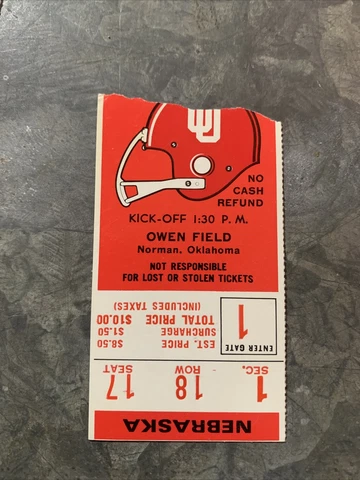 OU
NO
CASH
REFUND
KICK-OFF 1:30 P. M.
OWEN FIELD
Norman, Oklahoma
NOT RESPONSIBLE
FOR LOST OR STOLEN TICKETS
NEBRASKA
SEC. ROW SEAT
1 18 17
ENTER GATE
1
EST. PRICE $8.50
SURCHARGE $1.50
TOTAL PRICE $10.00
(INCLUDES TAXES)